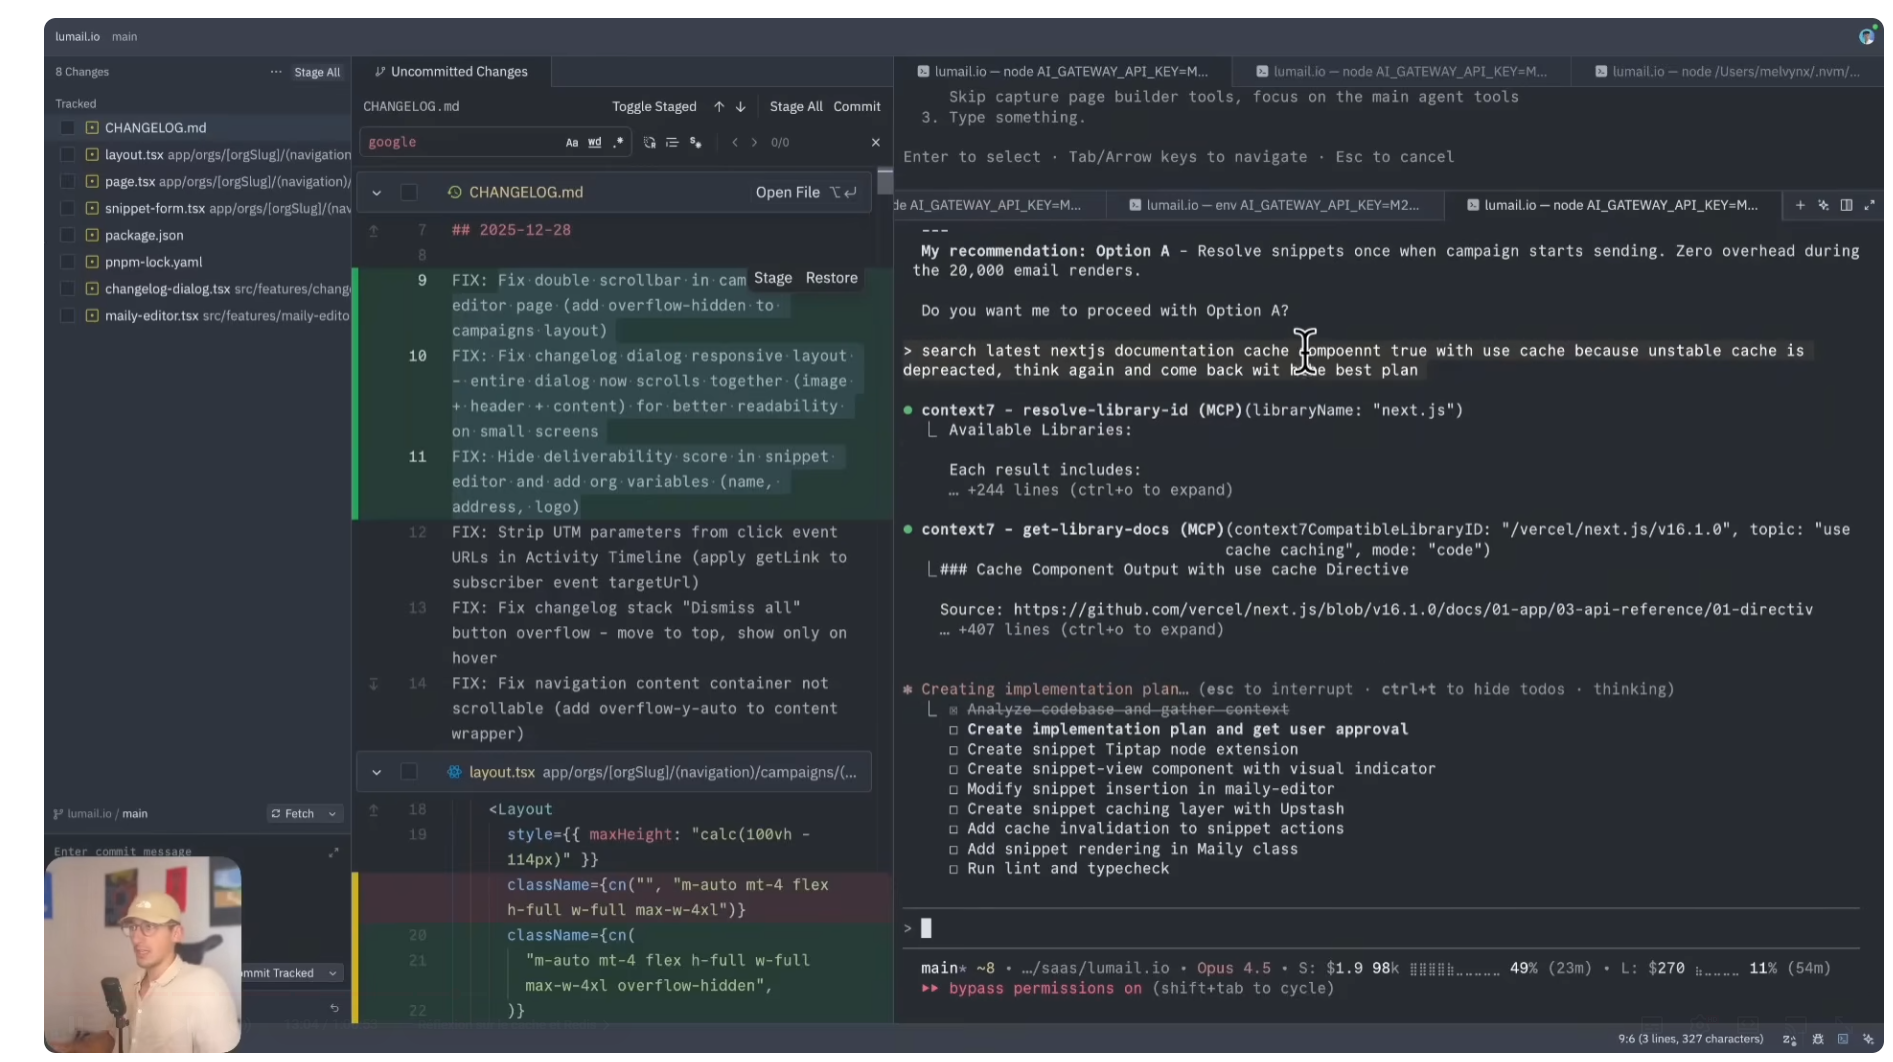 lumail.io main
8 Changes ··· Stage All
Tracked
CHANGELOG.md
layout.tsx app/orgs/[orgSlug]/(navigation
page.tsx app/orgs/[orgSlug]/(navigation)/
snippet-form.tsx app/orgs/[orgSlug]/(nav
package.json
pnpm-lock.yaml
changelog-dialog.tsx src/features/change
maily-editor.tsx src/features/maily-edito
lumail.io / main Fetch
Enter commit message
mmit Tracked
Uncommitted Changes
CHANGELOG.md Toggle Staged ↑ ↓ Stage All Commit
google Aa wd .* < > 0/0 ×
CHANGELOG.md Open File
7 ## 2025-12-28
8
9 FIX: Fix double scrollbar in cam Stage Restore
editor page (add overflow-hidden to
campaigns layout)
10 FIX: Fix changelog dialog responsive layout
- entire dialog now scrolls together (image
+ header + content) for better readability
on small screens
11 FIX: Hide deliverability score in snippet
editor and add org variables (name,
address, logo)
12 FIX: Strip UTM parameters from click event
URLs in Activity Timeline (apply getLink to
subscriber event targetUrl)
13 FIX: Fix changelog stack "Dismiss all"
button overflow - move to top, show only on
hover
14 FIX: Fix navigation content container not
scrollable (add overflow-y-auto to content
wrapper)
layout.tsx app/orgs/[orgSlug]/(navigation)/campaigns/(...
18 <Layout
19 style={{ maxHeight: "calc(100vh -
114px)" }}
className={cn("", "m-auto mt-4 flex
h-full w-full max-w-4xl")}
20 className={cn(
21 "m-auto mt-4 flex h-full w-full
max-w-4xl overflow-hidden",
22 )}
lumail.io — node AI_GATEWAY_API_KEY=M... lumail.io — node AI_GATEWAY_API_KEY=M... lumail.io — node /Users/melvynx/.nvm/...
Skip capture page builder tools, focus on the main agent tools
3. Type something.
Enter to select · Tab/Arrow keys to navigate · Esc to cancel
de AI_GATEWAY_API_KEY=M... lumail.io — env AI_GATEWAY_API_KEY=M2... lumail.io — node AI_GATEWAY_API_KEY=M...
---
My recommendation: Option A - Resolve snippets once when campaign starts sending. Zero overhead during
the 20,000 email renders.
Do you want me to proceed with Option A?
> search latest nextjs documentation cache ompoennt true with use cache because unstable cache is
depreacted, think again and come back wit best plan
● context7 - resolve-library-id (MCP)(libraryName: "next.js")
Available Libraries:
Each result includes:
… +244 lines (ctrl+o to expand)
● context7 - get-library-docs (MCP)(context7CompatibleLibraryID: "/vercel/next.js/v16.1.0", topic: "use
cache caching", mode: "code")
### Cache Component Output with use cache Directive
Source: https://github.com/vercel/next.js/blob/v16.1.0/docs/01-app/03-api-reference/01-directiv
… +407 lines (ctrl+o to expand)
Creating implementation plan… (esc to interrupt · ctrl+t to hide todos · thinking)
Analyze codebase and gather context
Create implementation plan and get user approval
Create snippet Tiptap node extension
Create snippet-view component with visual indicator
Modify snippet insertion in maily-editor
Create snippet caching layer with Upstash
Add cache invalidation to snippet actions
Add snippet rendering in Maily class
Run lint and typecheck
>
main* ~8 • …/saas/lumail.io • Opus 4.5 • S: $1.9 98k 49% (23m) • L: $270 11% (54m)
bypass permissions on (shift+tab to cycle)
9:6 (3 lines, 327 characters)